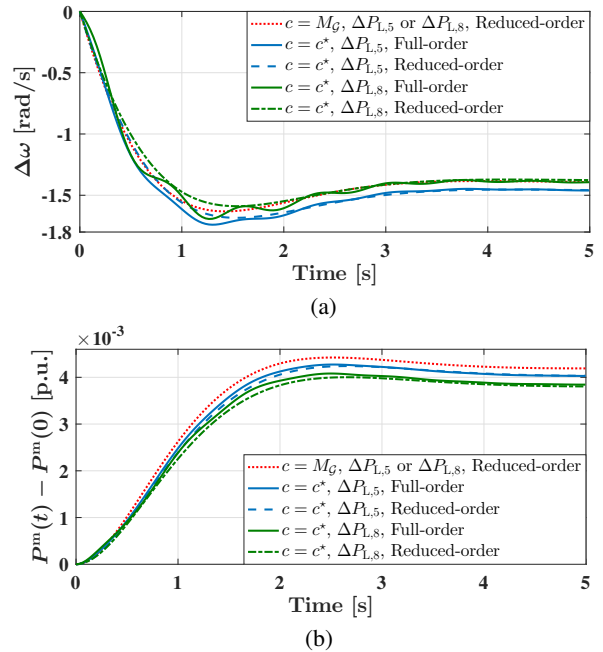 0
-0.5
-1
-1.5
-1.8
Δω [rad/s]
c = M𝒢, ΔP_L,5 or ΔP_L,8, Reduced-order
c = c⋆, ΔP_L,5, Full-order
c = c⋆, ΔP_L,5, Reduced-order
c = c⋆, ΔP_L,8, Full-order
c = c⋆, ΔP_L,8, Reduced-order
0 1 2 3 4 5
Time [s]
(a)
×10⁻³
4
3
2
1
0
Pᵐ(t) − Pᵐ(0) [p.u.]
c = M𝒢, ΔP_L,5 or ΔP_L,8, Reduced-order
c = c⋆, ΔP_L,5, Full-order
c = c⋆, ΔP_L,5, Reduced-order
c = c⋆, ΔP_L,8, Full-order
c = c⋆, ΔP_L,8, Reduced-order
0 1 2 3 4 5
Time [s]
(b)